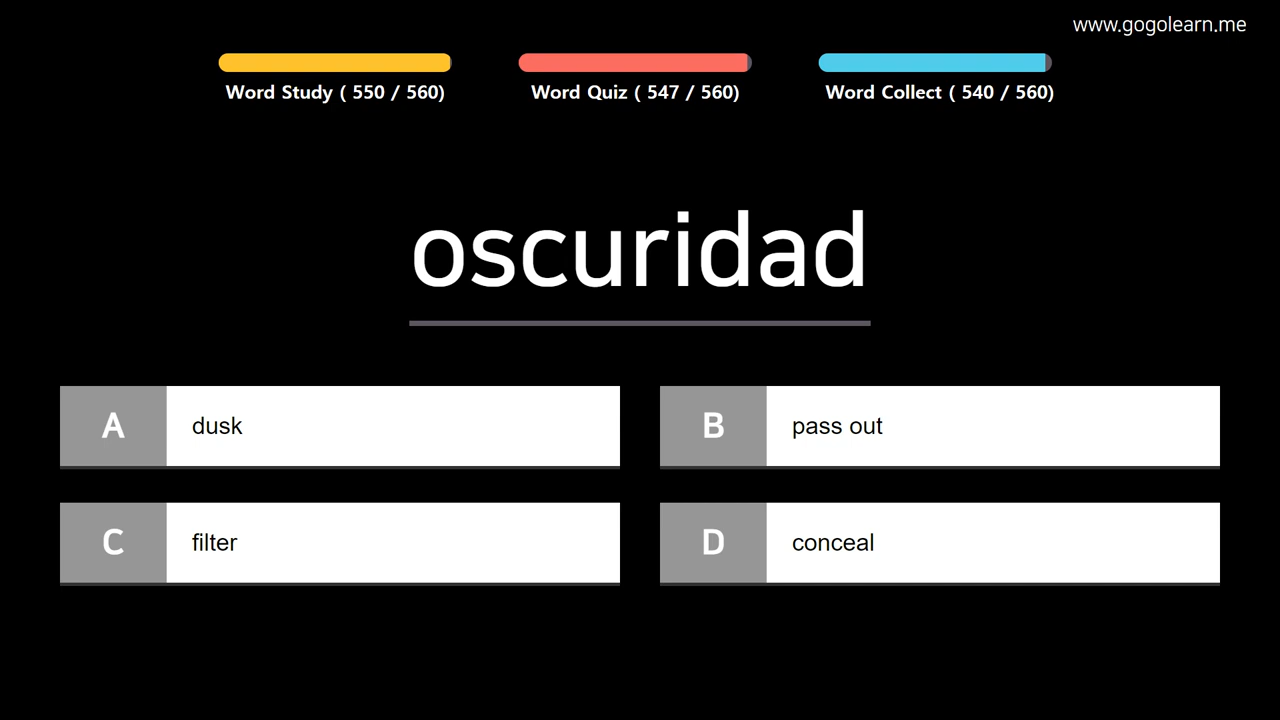 www.gogolearn.me
Word Study ( 550 / 560)
Word Quiz ( 547 / 560)
Word Collect ( 540 / 560)
oscuridad
A dusk
B pass out
C filter
D conceal